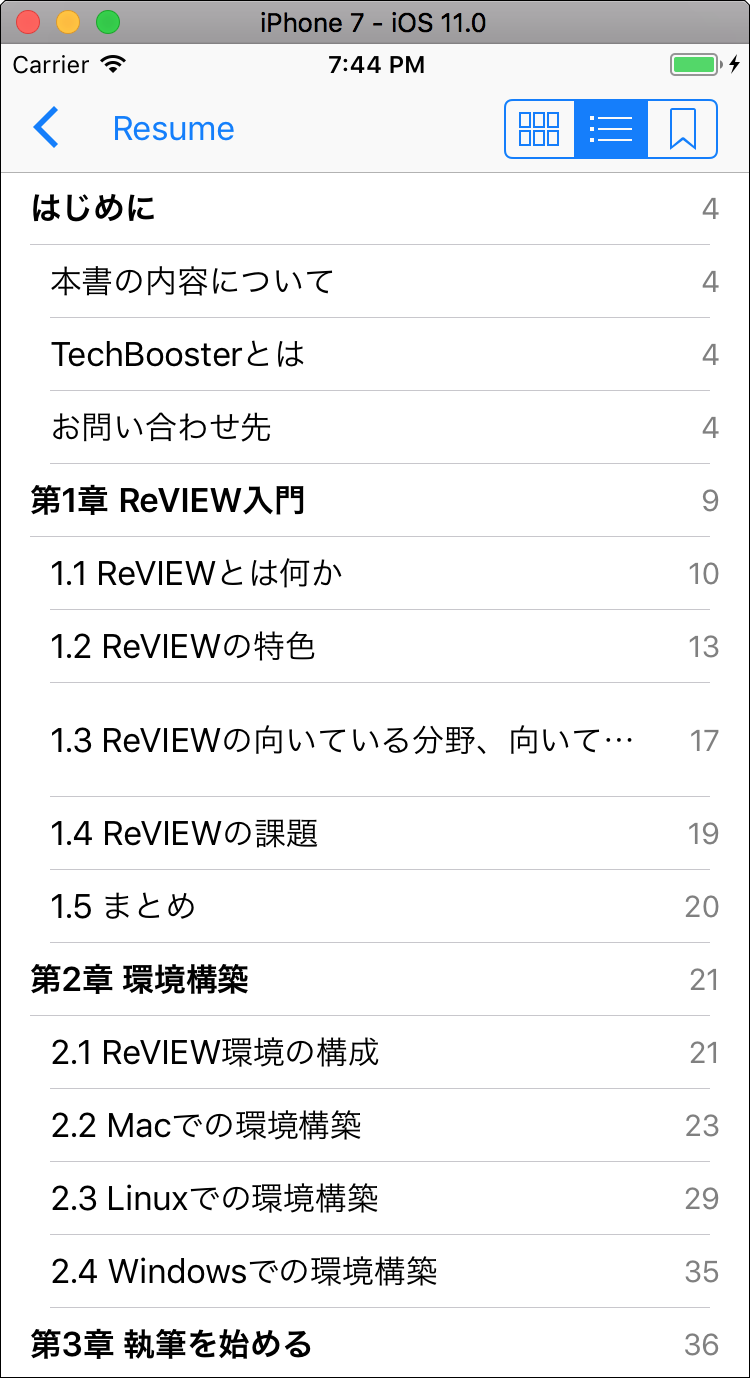 iPhone 7 - iOS 11.0
Carrier 7:44 PM
Resume
はじめに 4
本書の内容について 4
TechBoosterとは 4
お問い合わせ先 4
第1章 ReVIEW入門 9
1.1 ReVIEWとは何か 10
1.2 ReVIEWの特色 13
1.3 ReVIEWの向いている分野、向いて… 17
1.4 ReVIEWの課題 19
1.5 まとめ 20
第2章 環境構築 21
2.1 ReVIEW環境の構成 21
2.2 Macでの環境構築 23
2.3 Linuxでの環境構築 29
2.4 Windowsでの環境構築 35
第3章 執筆を始める 36